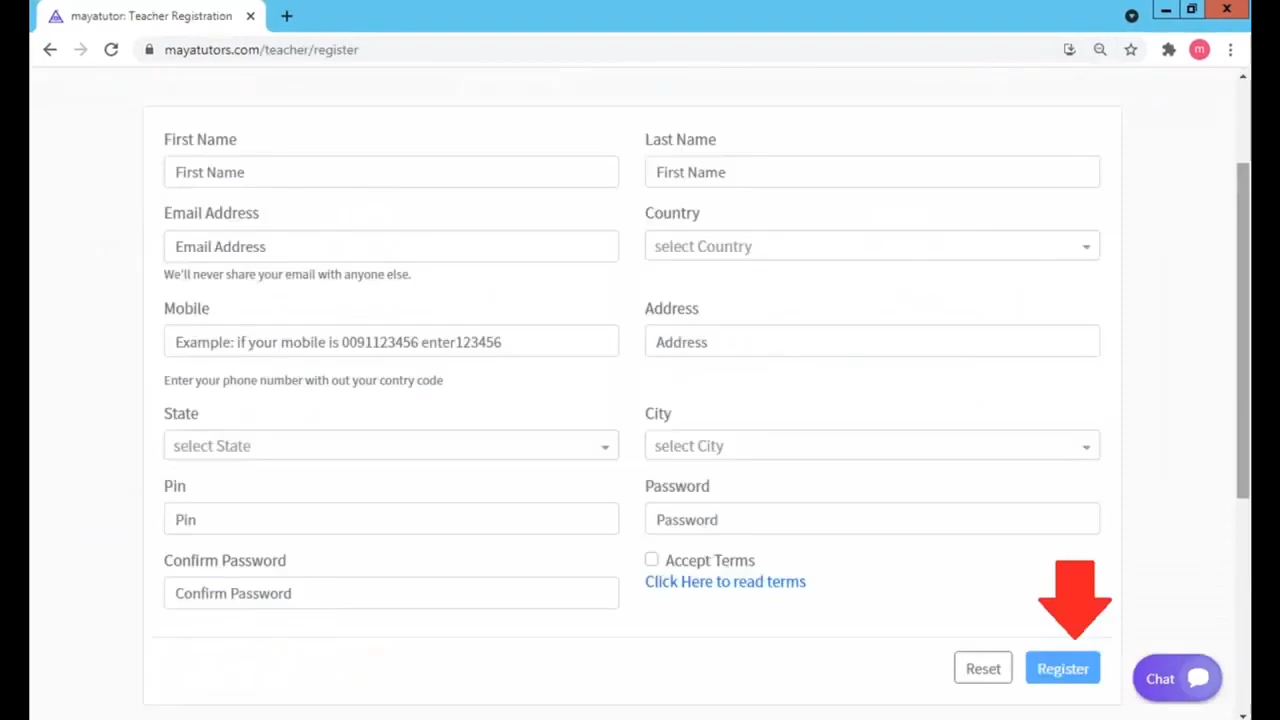 mayatutor: Teacher Registration
mayatutors.com/teacher/register
m
First Name
Last Name
First Name
First Name
Email Address
Country
Email Address
select Country
We'll never share your email with anyone else.
Mobile
Address
Example: if your mobile is 0091123456 enter123456
Address
Enter your phone number with out your contry code
State
City
select State
select City
Pin
Password
Pin
Password
Confirm Password
Accept Terms
Click Here to read terms
Confirm Password
Reset
Register
Chat